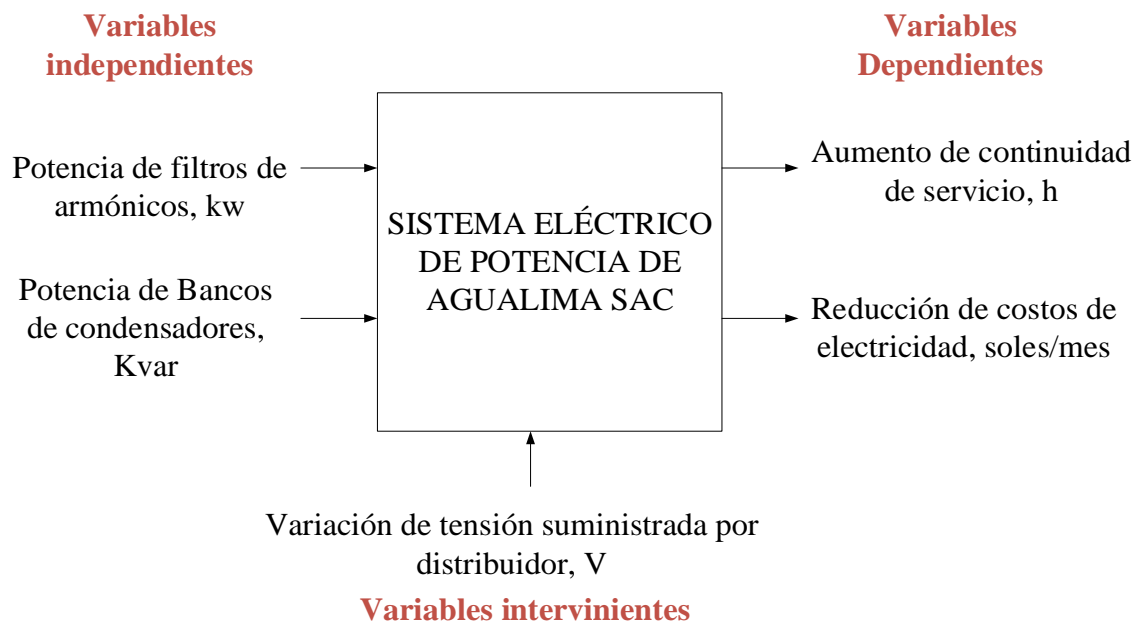 Variables
independientes
Variables
Dependientes
Potencia de filtros de
armónicos, kw
Potencia de Bancos
de condensadores,
Kvar
SISTEMA ELÉCTRICO
DE POTENCIA DE
AGUALIMA SAC
Aumento de continuidad
de servicio, h
Reducción de costos de
electricidad, soles/mes
Variación de tensión suministrada por
distribuidor, V
Variables intervinientes